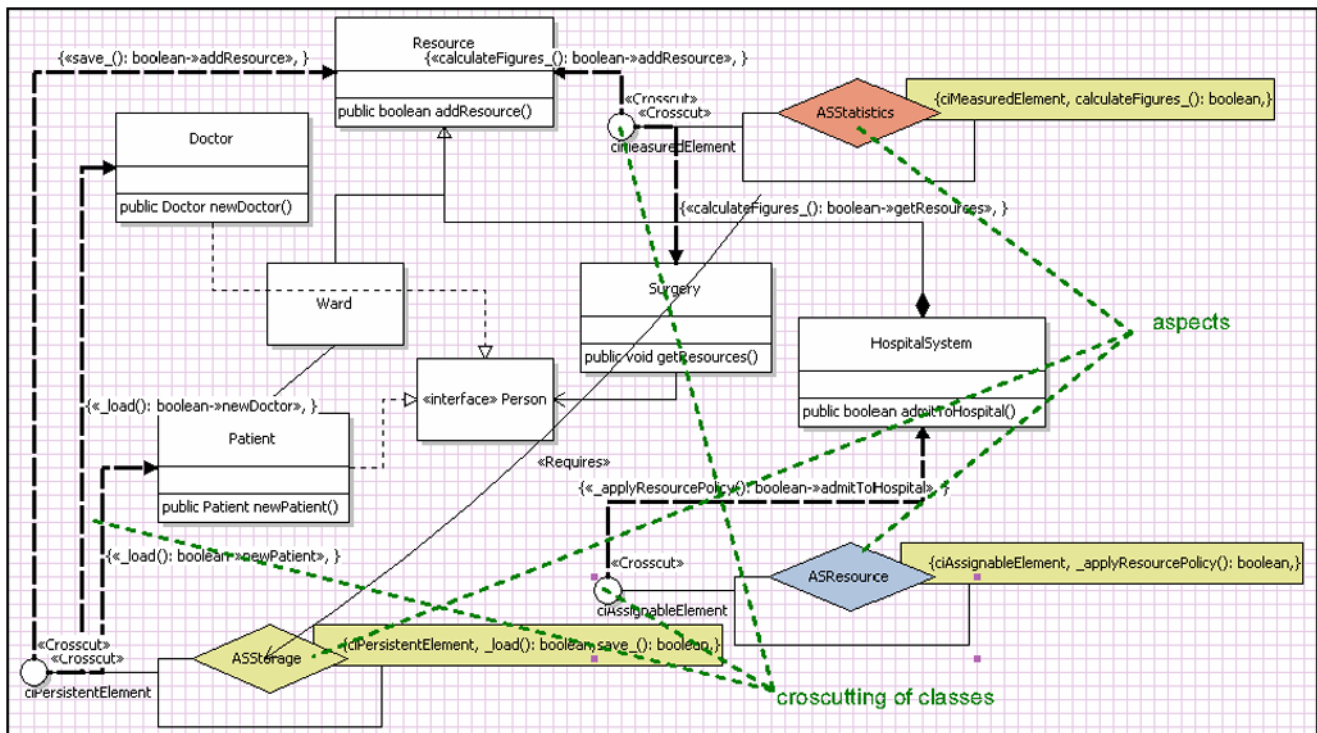 Resource
{«save_(): boolean->addResource», }
{«calculateFigures_(): boolean->addResource», }
public boolean addResource()
«Crosscut»
«Crosscut»
ciMeasuredElement
ASStatistics
{ciMeasuredElement, calculateFigures_(): boolean,}
Doctor
public Doctor newDoctor()
{«calculateFigures_(): boolean->getResources», }
Ward
Surgery
public void getResources()
HospitalSystem
public boolean admitToHospital()
aspects
«interface» Person
{«_load(): boolean->newDoctor», }
Patient
public Patient newPatient()
«Requires»
{«_applyResourcePolicy(): boolean->admitToHospital», }
{«_load(): boolean->newPatient», }
«Crosscut»
ciAssignableElement
ASResource
{ciAssignableElement, _applyResourcePolicy(): boolean,}
«Crosscut»
«Crosscut»
ciPersistentElement
ASStorage
{ciPersistentElement, _load(): boolean,save_(): boolean,}
croscutting of classes